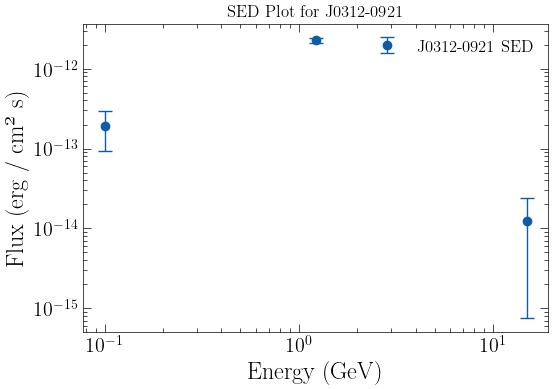 SED Plot for J0312-0921
J0312-0921 SED
Flux (erg / cm² s)
10⁻¹²
10⁻¹³
10⁻¹⁴
10⁻¹⁵
10⁻¹ 10⁰ 10¹
Energy (GeV)